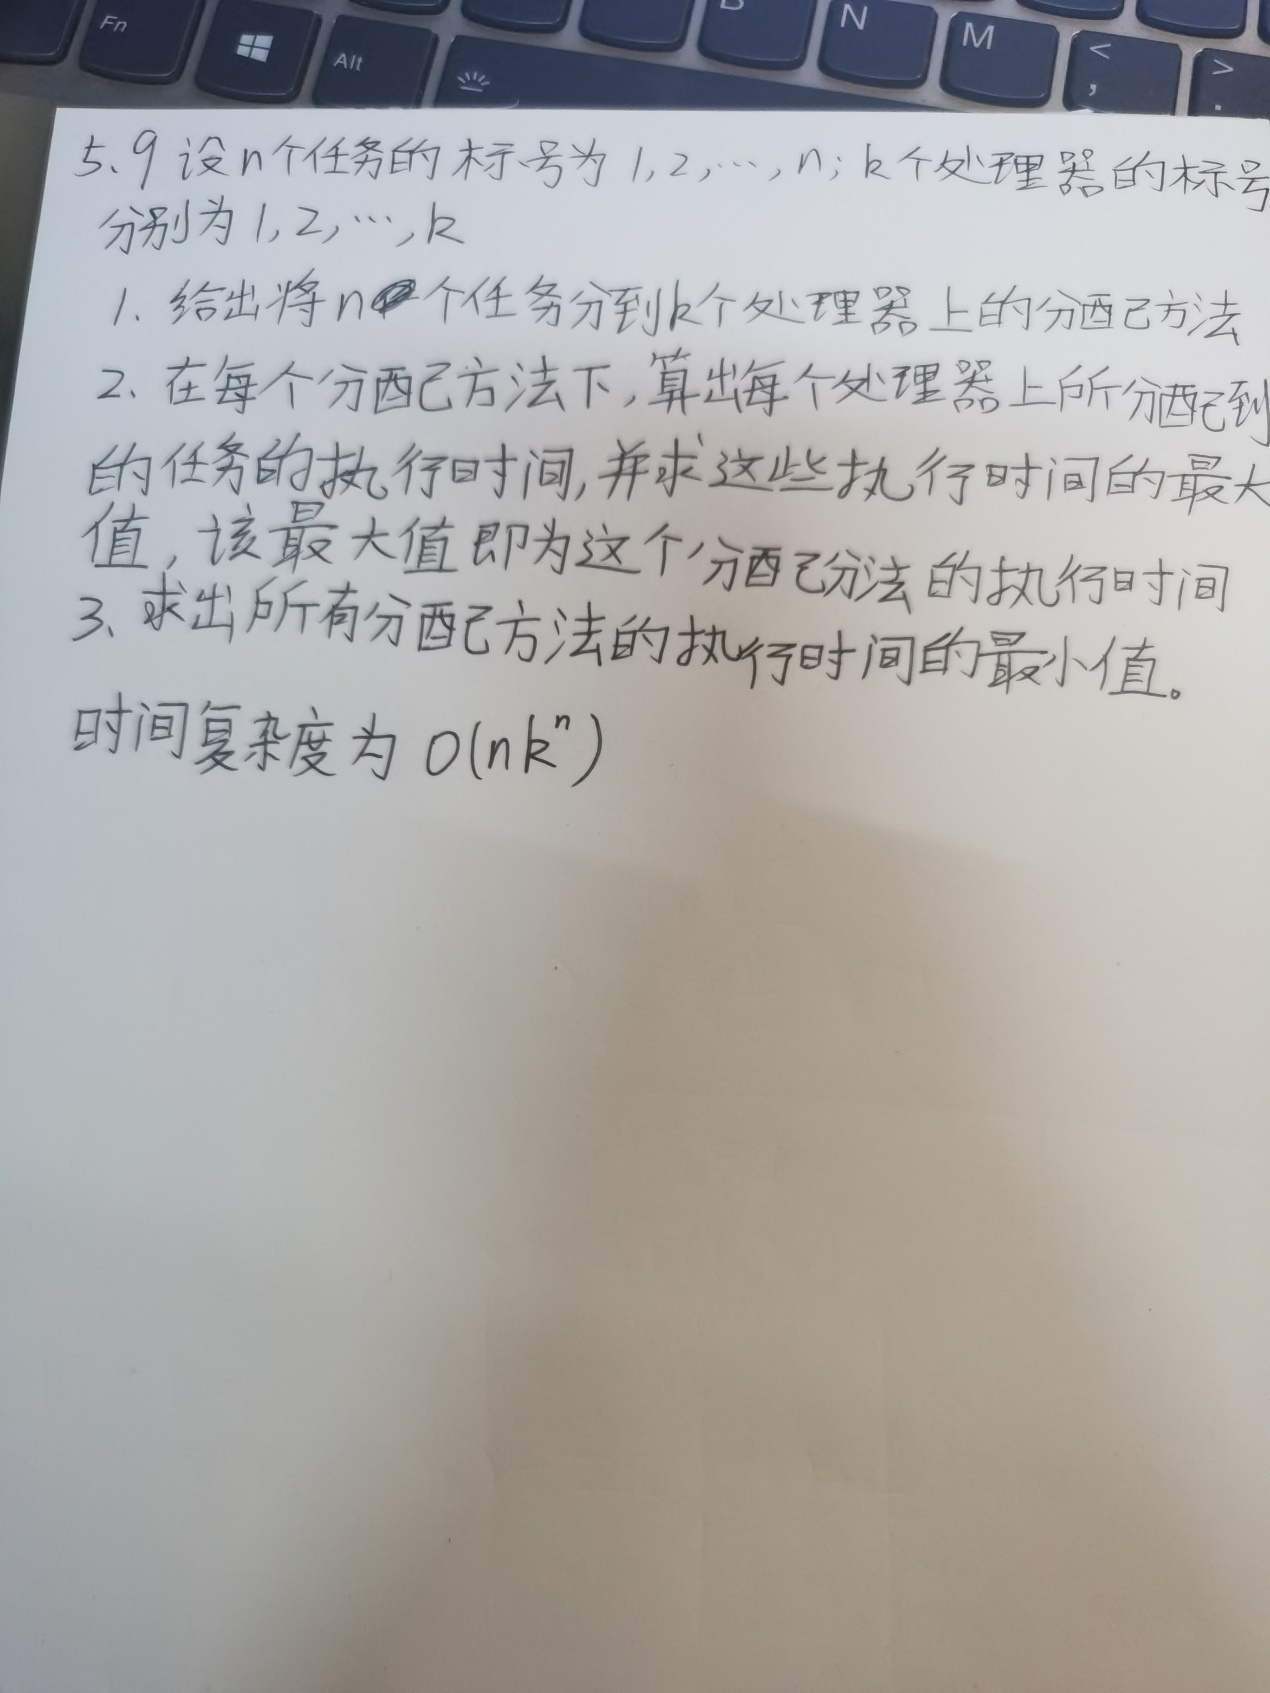 Fn
Alt
B
N
M
<
,
>
.
5、9 设n个任务的标号为1,2,…,n; k个处理器的标号
分别为1,2,…,k
1. 给出将n个任务分到k个处理器上的分配方法
2. 在每个分配方法下,算出每个处理器上所分配到
的任务的执行时间,并求这些执行时间的最大
值,该最大值即为这个分配分法的执行时间
3、求出所有分配方法的执行时间的最小值。
时间复杂度为 O(nkⁿ)